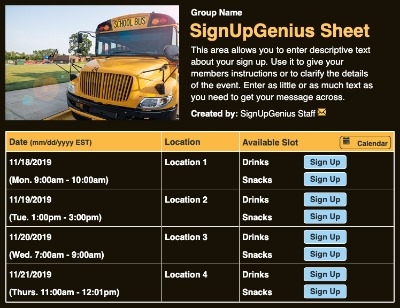 SCHOOL BUS
Group Name
SignUpGenius Sheet
This area allows you to enter descriptive text
about your sign up. Use it to give your
members instructions or to clarify the details
of the event. Enter as little or as much text as
you need to get your message across.
Created by: SignUpGenius Staff
Date (mm/dd/yyyy EST) Location Available Slot Calendar
11/18/2019 Location 1 Drinks Sign Up
(Mon. 9:00am - 10:00am) Snacks Sign Up
11/19/2019 Location 2 Drinks Sign Up
(Tue. 1:00pm - 3:00pm) Snacks Sign Up
11/20/2019 Location 3 Drinks Sign Up
(Wed. 7:00am - 9:00am) Snacks Sign Up
11/21/2019 Location 4 Drinks Sign Up
(Thurs. 11:00am - 12:01pm) Snacks Sign Up